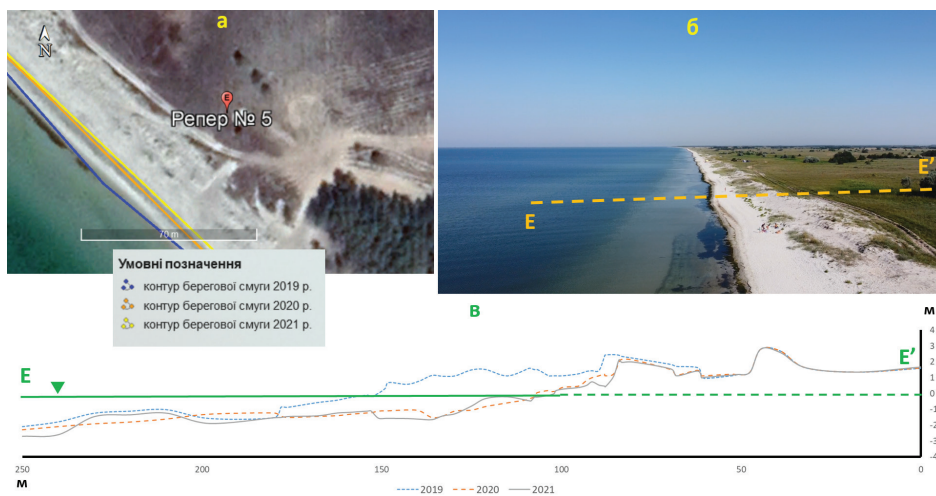 а
N
E
Репер № 5
70 m
Умовні позначення
контур берегової смуги 2019 р.
контур берегової смуги 2020 р.
контур берегової смуги 2021 р.
б
E
E'
в
м
E
E'
4
3
2
1
0
-1
-2
-3
-4
250
200
150
100
50
0
м
2019
2020
2021